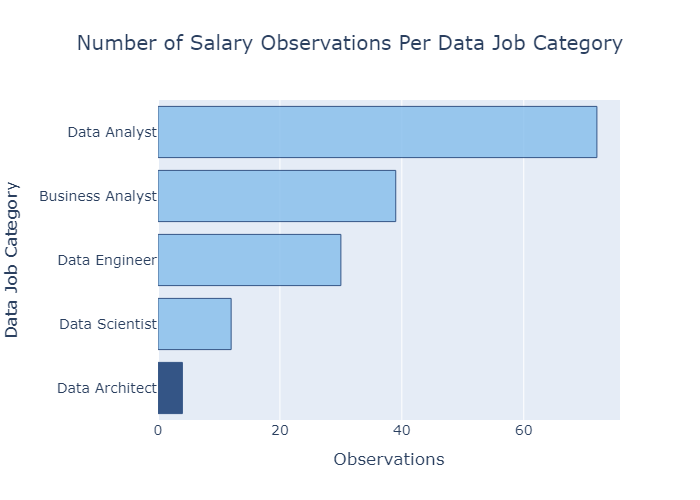 Number of Salary Observations Per Data Job Category
Data Job Category
Data Analyst
Business Analyst
Data Engineer
Data Scientist
Data Architect
0 20 40 60
Observations